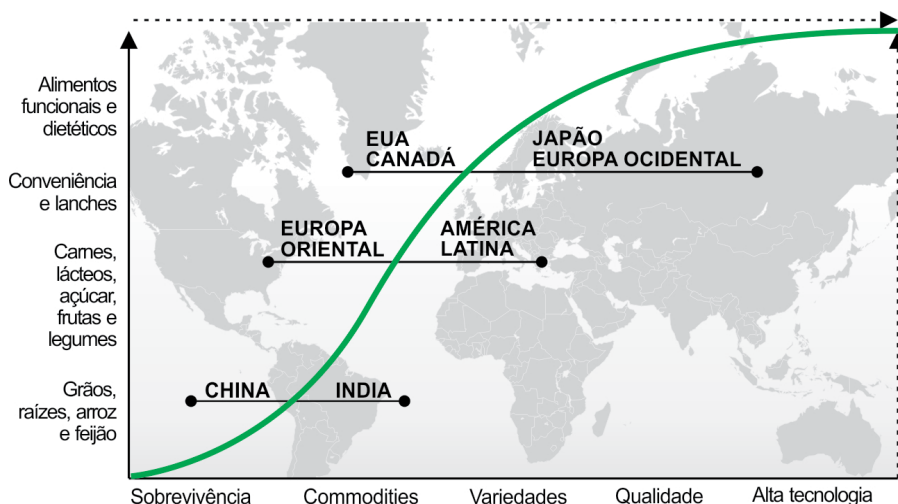 Alimentos
funcionais e
dietéticos
Conveniência
e lanches
Carnes,
lácteos,
açúcar,
frutas e
legumes
Grãos,
raízes, arroz
e feijão
EUA
CANADÁ
JAPÃO
EUROPA OCIDENTAL
EUROPA
ORIENTAL
AMÉRICA
LATINA
CHINA
INDIA
Sobrevivência
Commodities
Variedades
Qualidade
Alta tecnologia